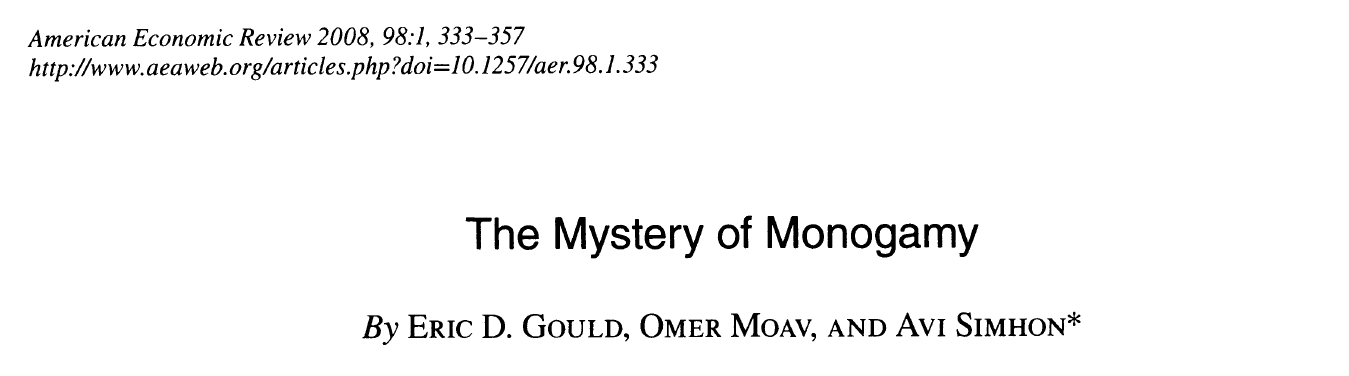 American Economic Review 2008, 98:1, 333–357
http://www.aeaweb.org/articles.php?doi=10.1257/aer.98.1.333
The Mystery of Monogamy
By Eric D. Gould, Omer Moav, and Avi Simhon*